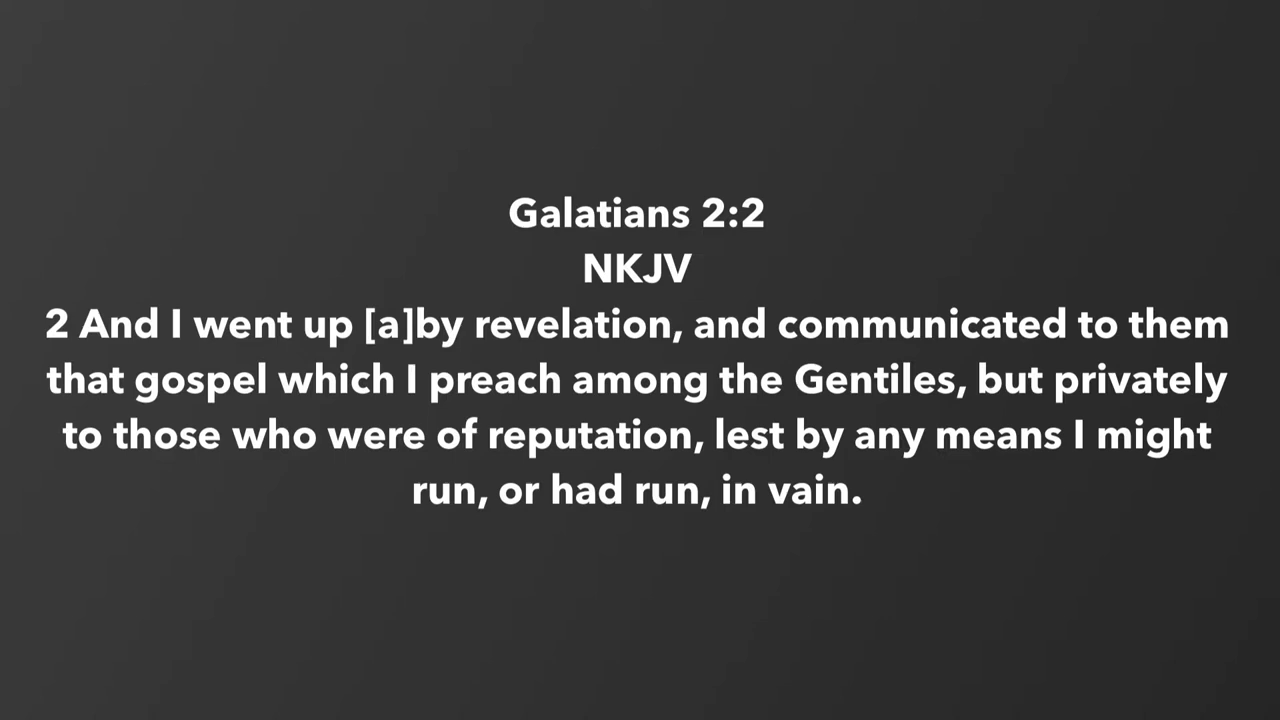 Galatians 2:2
NKJV
2 And I went up [a]by revelation, and communicated to them
that gospel which I preach among the Gentiles, but privately
to those who were of reputation, lest by any means I might
run, or had run, in vain.